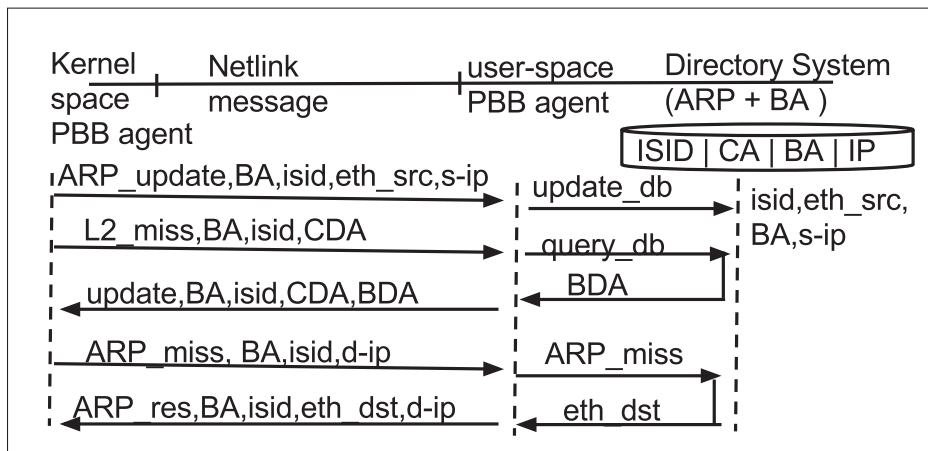 Kernel
space
PBB agent
Netlink
message
user-space
PBB agent
Directory System
(ARP + BA )
ISID | CA | BA | IP
ARP_update,BA,isid,eth_src,s-ip
update_db
isid,eth_src,
BA,s-ip
L2_miss,BA,isid,CDA
query_db
BDA
update,BA,isid,CDA,BDA
ARP_miss, BA,isid,d-ip
ARP_miss
ARP_res,BA,isid,eth_dst,d-ip
eth_dst